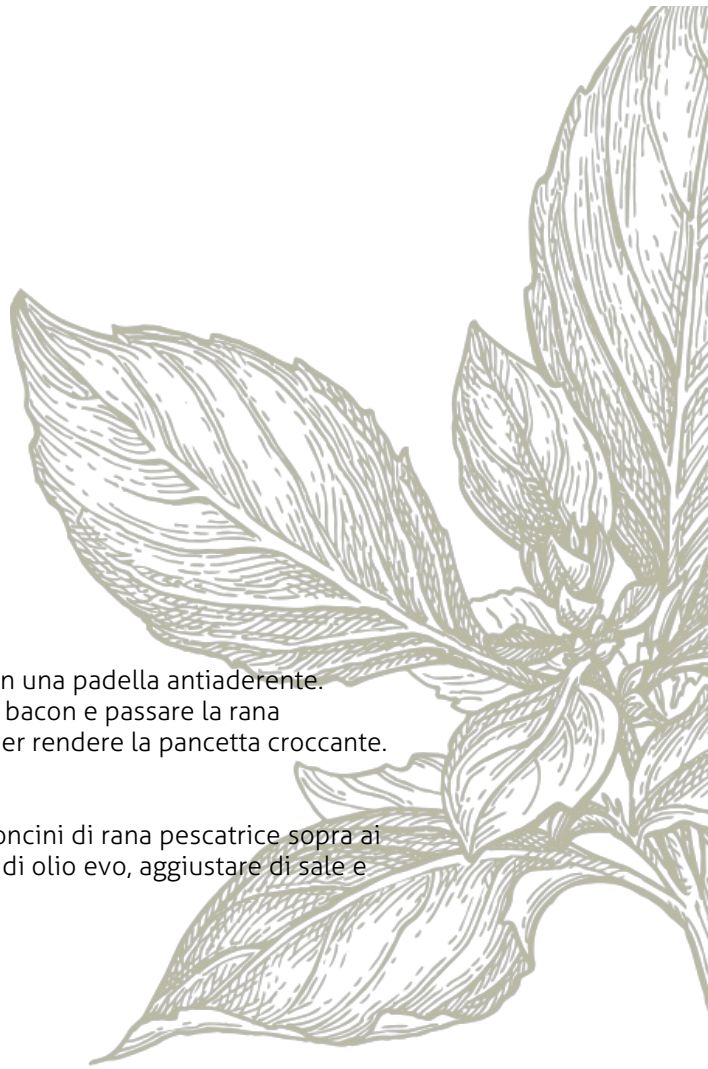 n una padella antiaderente.
bacon e passare la rana
er rendere la pancetta croccante.
oncini di rana pescatrice sopra ai
di olio evo, aggiustare di sale e